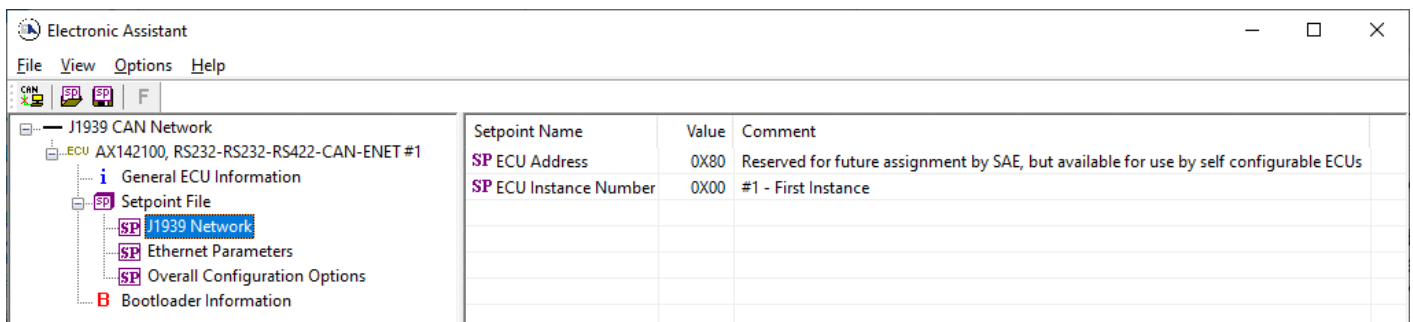 Electronic Assistant
File View Options Help
CAN SP SP F
J1939 CAN Network
ECU AX142100, RS232-RS232-RS422-CAN-ENET #1
i General ECU Information
SP Setpoint File
SP J1939 Network
SP Ethernet Parameters
SP Overall Configuration Options
B Bootloader Information
Setpoint Name Value Comment
SP ECU Address 0X80 Reserved for future assignment by SAE, but available for use by self configurable ECUs
SP ECU Instance Number 0X00 #1 - First Instance